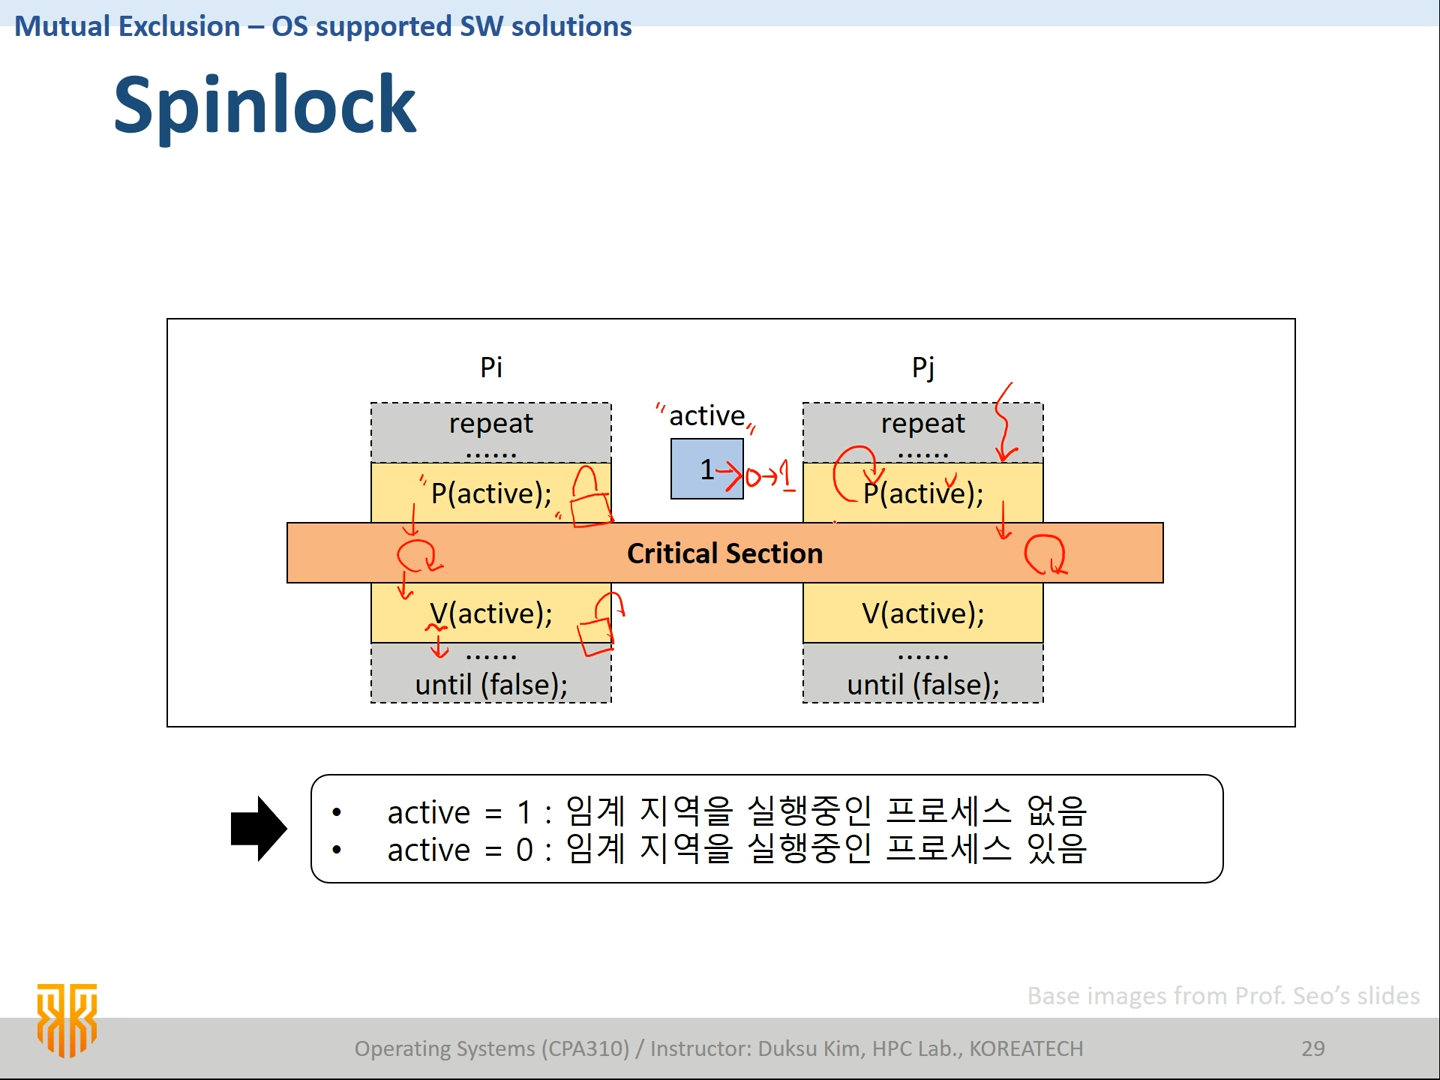 Mutual Exclusion – OS supported SW solutions
Spinlock
Pi
Pj
repeat
......
P(active);
"active"
1→0→1
repeat
......
P(active);
Critical Section
V(active);
......
until (false);
V(active);
......
until (false);
• active = 1 : 임계 지역을 실행중인 프로세스 없음
• active = 0 : 임계 지역을 실행중인 프로세스 있음
Base images from Prof. Seo's slides
Operating Systems (CPA310) / Instructor: Duksu Kim, HPC Lab., KOREATECH
29